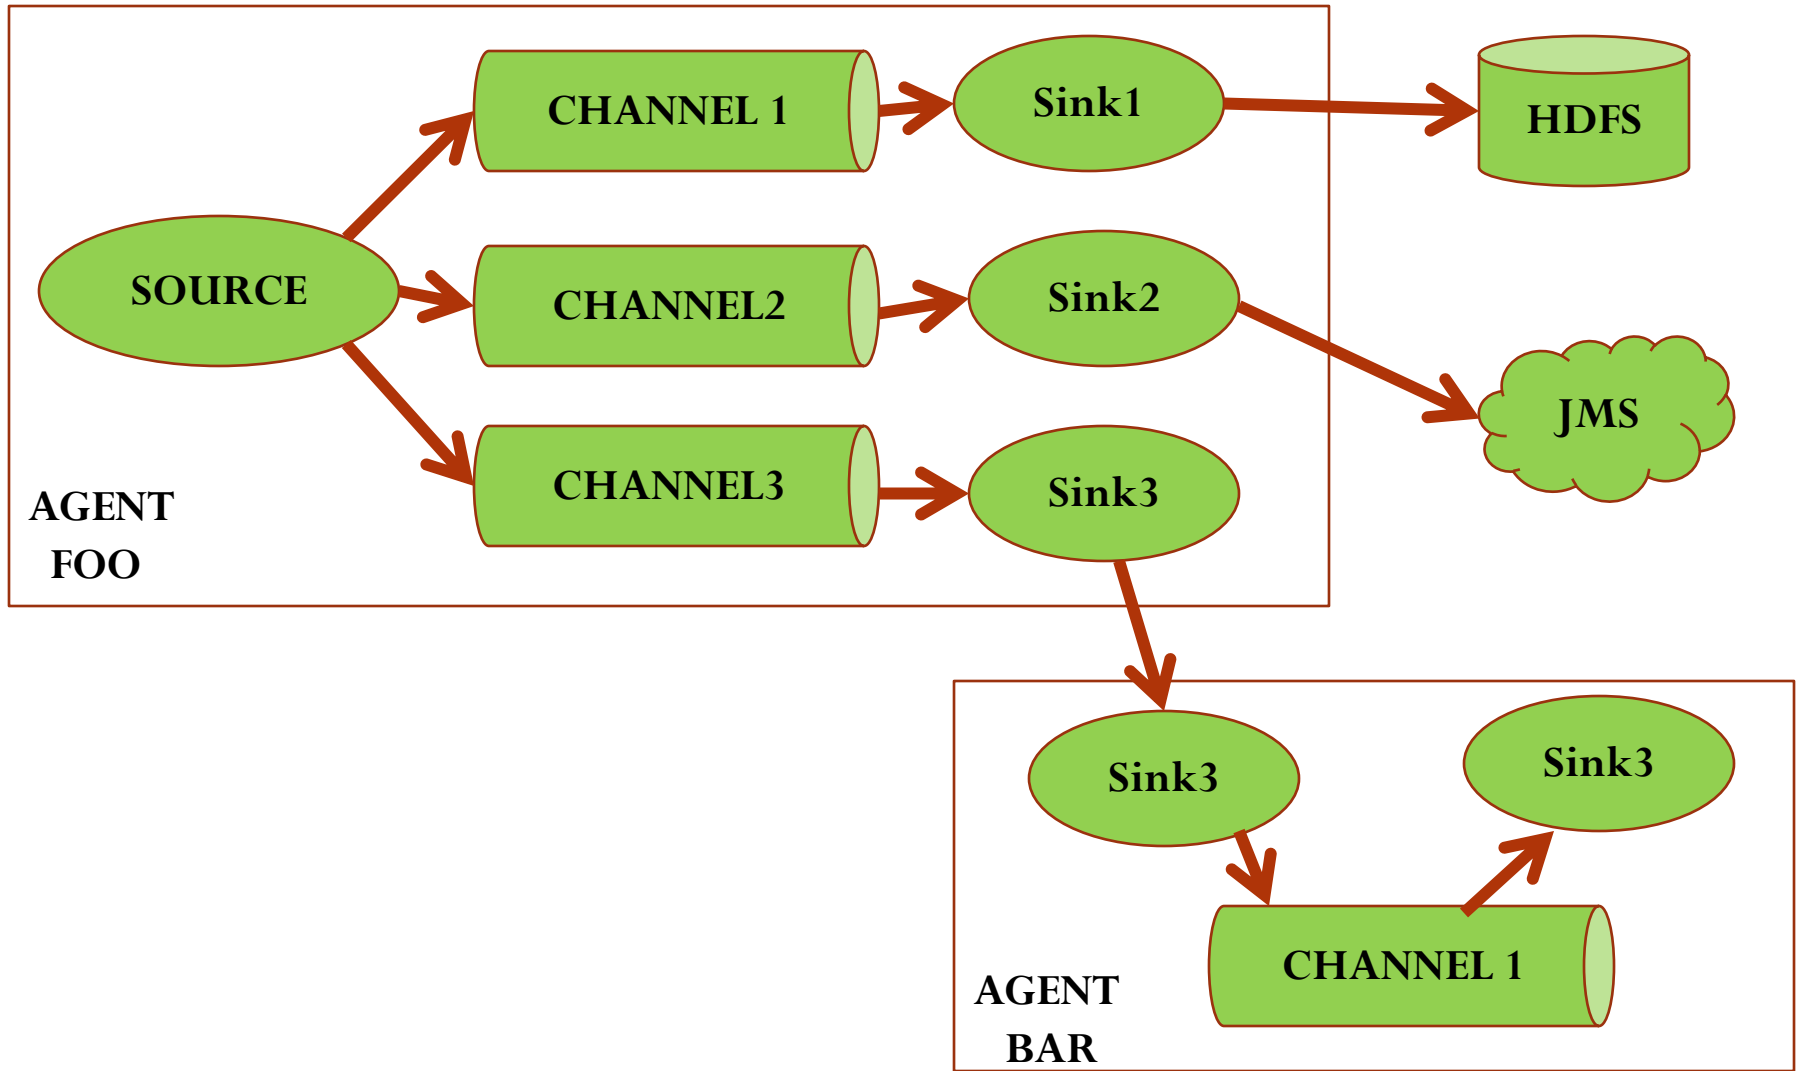 CHANNEL 1
Sink1
HDFS
SOURCE
CHANNEL2
Sink2
JMS
CHANNEL3
Sink3
AGENT
FOO
Sink3
Sink3
CHANNEL 1
AGENT
BAR